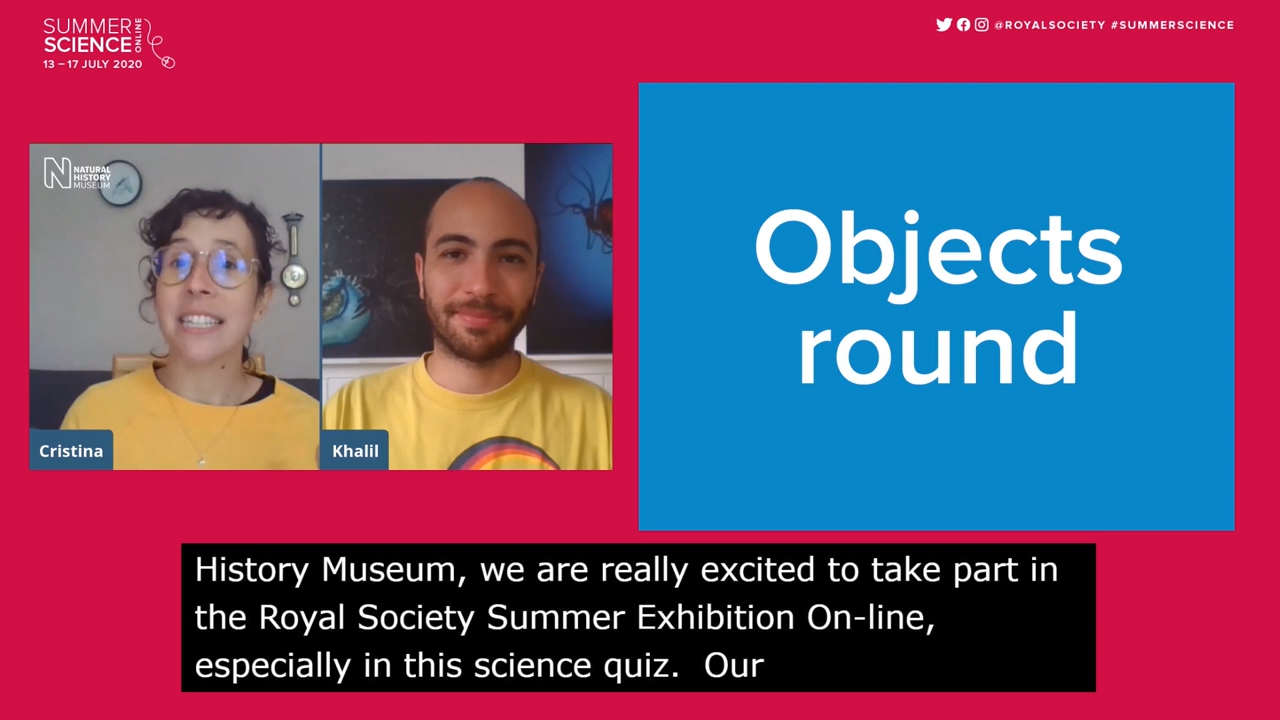 SUMMER
SCIENCE
ONLINE
13 – 17 JULY 2020
@ROYALSOCIETY #SUMMERSCIENCE
NATURAL
HISTORY
MUSEUM
Cristina
Khalil
Objects
round
History Museum, we are really excited to take part in
the Royal Society Summer Exhibition On-line,
especially in this science quiz.  Our